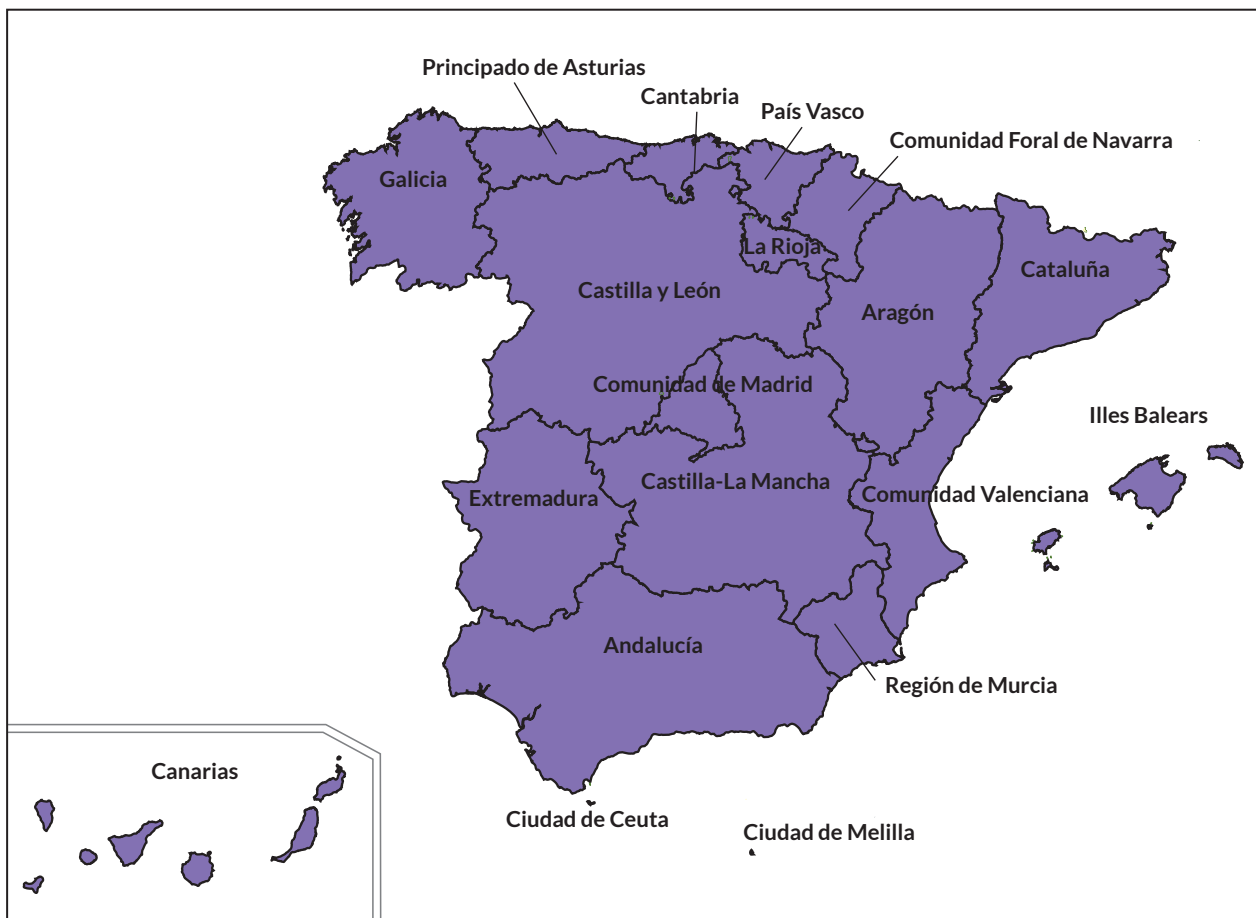 Principado de Asturias
Cantabria
País Vasco
Comunidad Foral de Navarra
Galicia
La Rioja
Cataluña
Castilla y León
Aragón
Comunidad de Madrid
Illes Balears
Castilla-La Mancha
Extremadura
Comunidad Valenciana
Andalucía
Región de Murcia
Canarias
Ciudad de Ceuta
Ciudad de Melilla